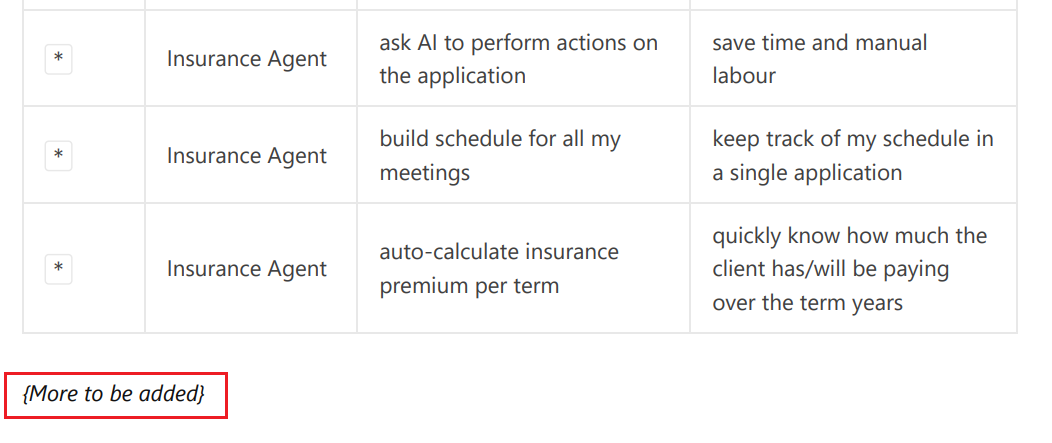 * Insurance Agent ask AI to perform actions on the application save time and manual labour
* Insurance Agent build schedule for all my meetings keep track of my schedule in a single application
* Insurance Agent auto-calculate insurance premium per term quickly know how much the client has/will be paying over the term years
{More to be added}